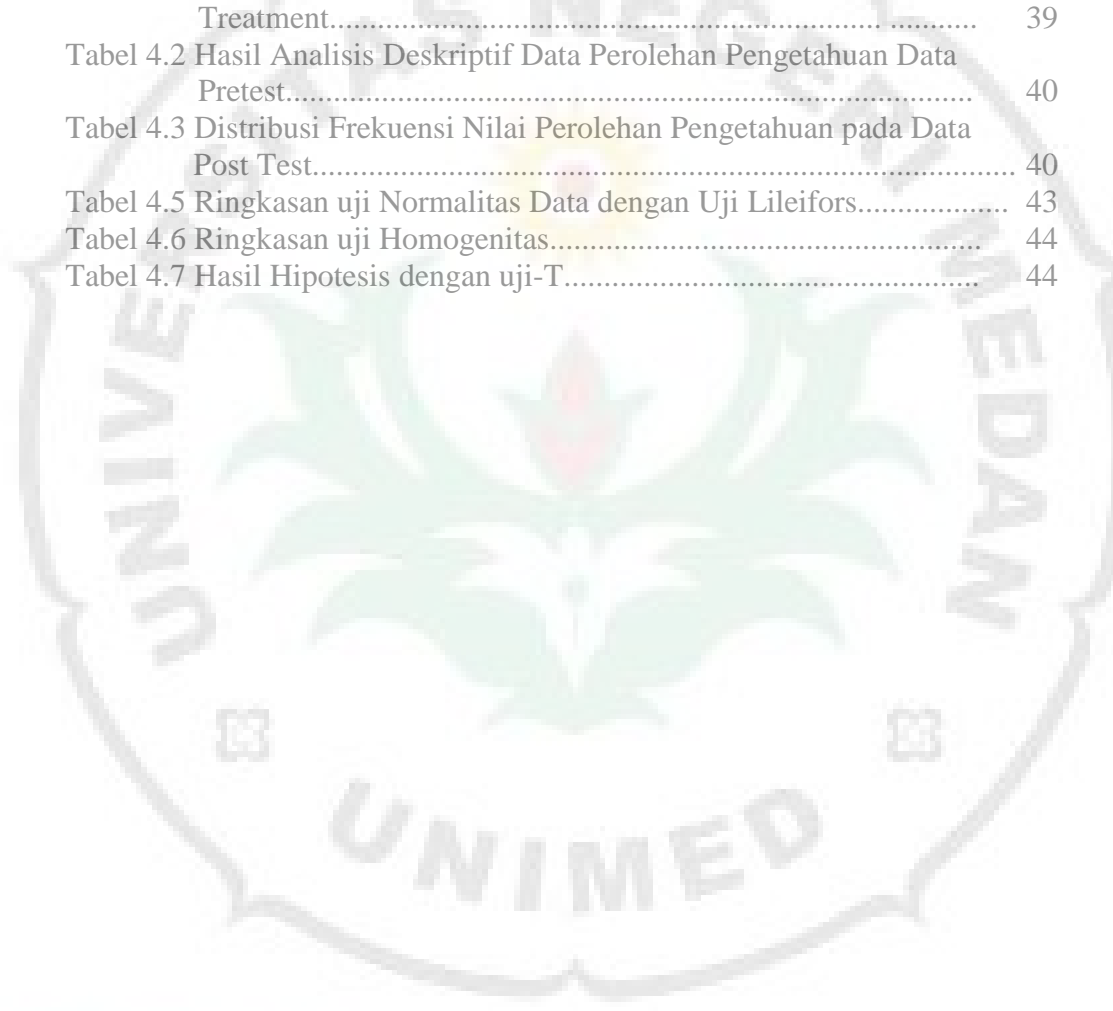 Treatment............................................................................ 39
Tabel 4.2 Hasil Analisis Deskriptif Data Perolehan Pengetahuan Data
Pretest................................................................................. 40
Tabel 4.3 Distribusi Frekuensi Nilai Perolehan Pengetahuan pada Data
Post Test................................................................................... 40
Tabel 4.5 Ringkasan uji Normalitas Data dengan Uji Lileifors.................. 43
Tabel 4.6 Ringkasan uji Homogenitas................................................... 44
Tabel 4.7 Hasil Hipotesis dengan uji-T................................................. 44
UNIVERSITAS NEGERI MEDAN
UNIMED